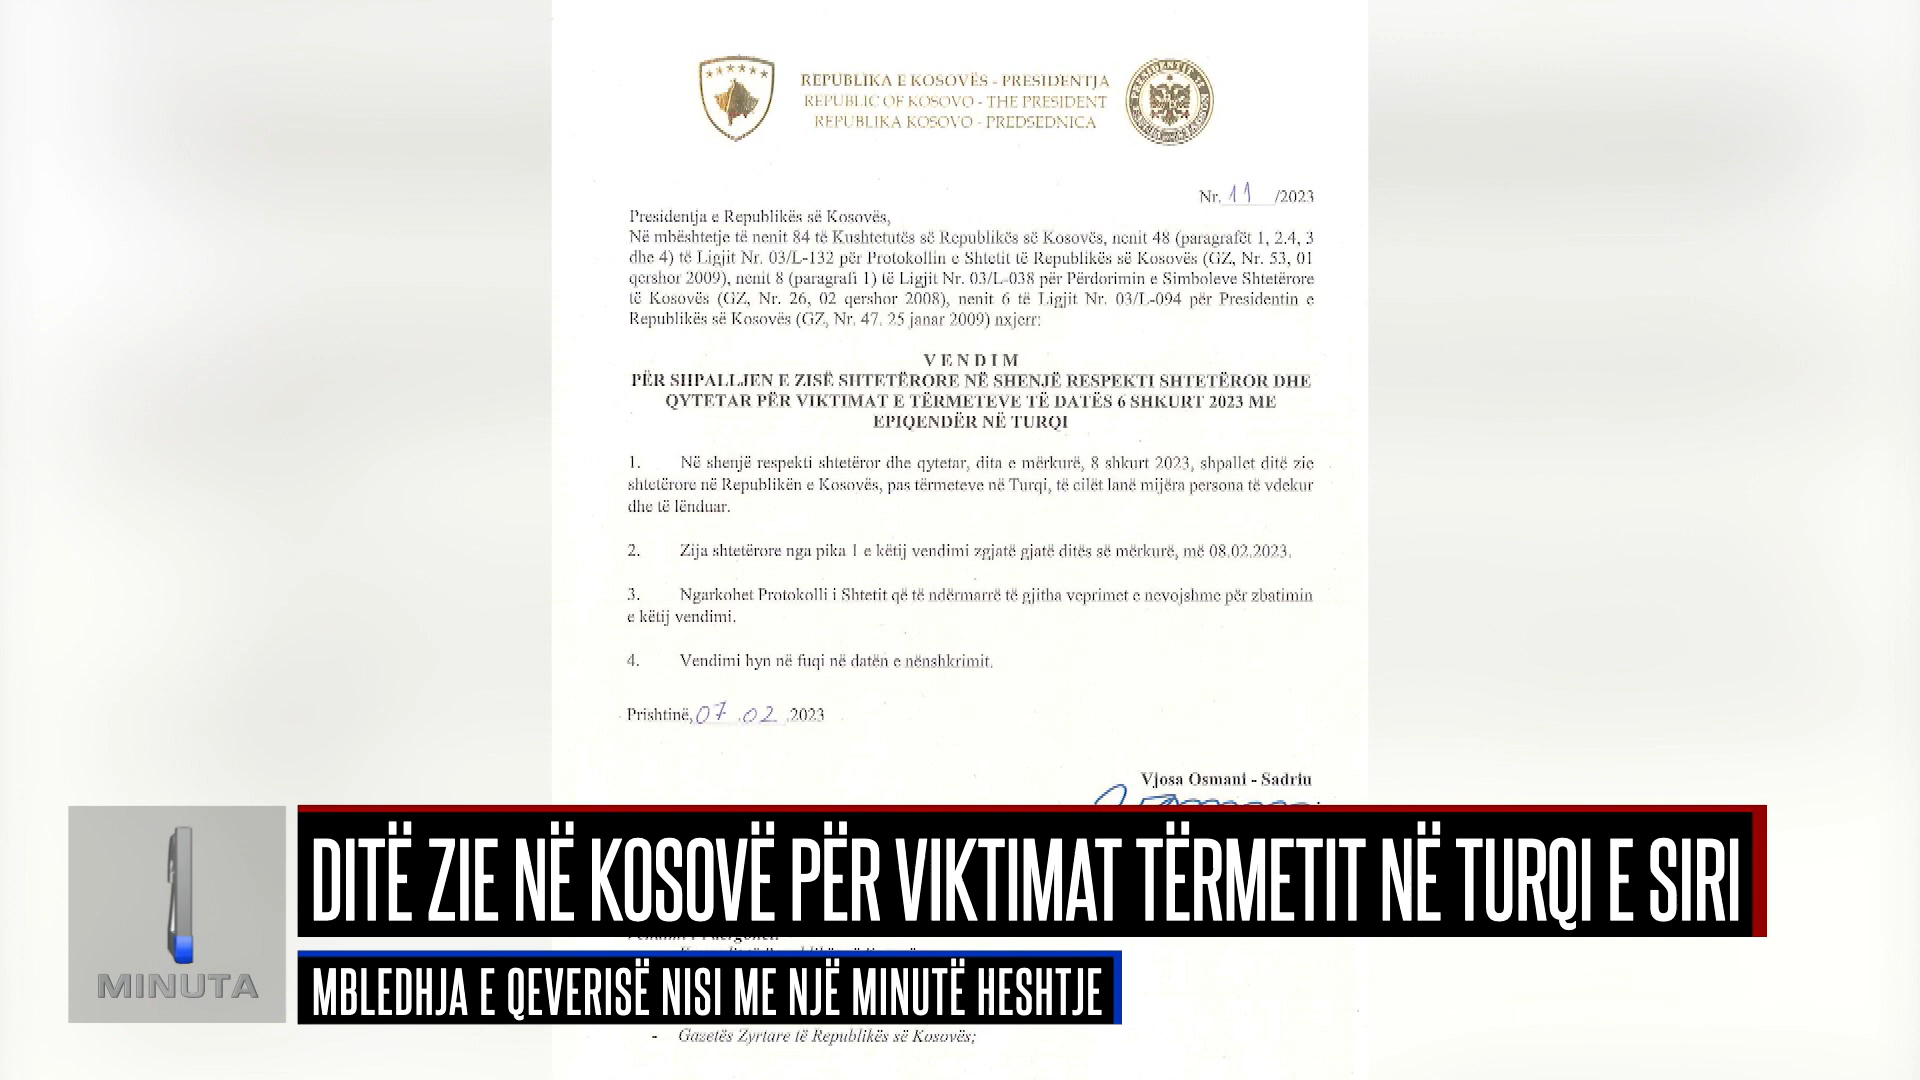 REPUBLIKA E KOSOVËS - PRESIDENTJA
REPUBLIC OF KOSOVO - THE PRESIDENT
REPUBLIKA KOSOVO - PREDSEDNICA
Nr. 11 /2023
Presidentja e Republikës së Kosovës,
Në mbështetje të nenit 84 të Kushtetutës së Republikës së Kosovës, nenit 48 (paragrafët 1, 2.4, 3
dhe 4) të Ligjit Nr. 03/L-132 për Protokollin e Shtetit të Republikës së Kosovës (GZ, Nr. 53, 01
qershor 2009), nenit 8 (paragrafi 1) të Ligjit Nr. 03/L-038 për Përdorimin e Simboleve Shtetërore
të Kosovës (GZ, Nr. 26, 02 qershor 2008), nenit 6 të Ligjit Nr. 03/L-094 për Presidentin e
Republikës së Kosovës (GZ, Nr. 47. 25 janar 2009) nxjerr:
V E N D I M
PËR SHPALLJEN E ZISË SHTETËRORE NË SHENJË RESPEKTI SHTETËROR DHE
QYTETAR PËR VIKTIMAT E TËRMETEVE TË DATËS 6 SHKURT 2023 ME
EPIQENDËR NË TURQI
1. Në shenjë respekti shtetëror dhe qytetar, dita e mërkurë, 8 shkurt 2023, shpallet ditë zie
shtetërore në Republikën e Kosovës, pas tërmeteve në Turqi, të cilët lanë mijëra persona të vdekur
dhe të lënduar.
2. Zija shtetërore nga pika 1 e këtij vendimi zgjatë gjatë ditës së mërkurë, më 08.02.2023.
3. Ngarkohet Protokolli i Shtetit që të ndërmarrë të gjitha veprimet e nevojshme për zbatimin
e këtij vendimi.
4. Vendimi hyn në fuqi në datën e nënshkrimit.
Prishtinë, 07 .02 .2023
Vjosa Osmani - Sadriu
DITË ZIE NË KOSOVË PËR VIKTIMAT TËRMETIT NË TURQI E SIRI
MINUTA
MBLEDHJA E QEVERISË NISI ME NJË MINUTË HESHTJE
- Gazetës Zyrtare të Republikës së Kosovës;